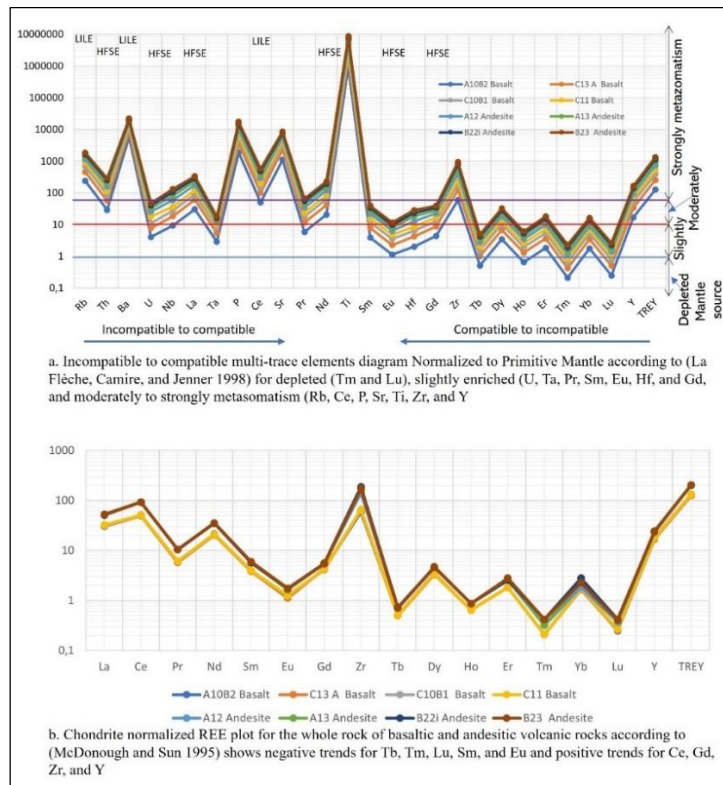 LILE LILE LILE
HFSE HFSE HFSE HFSE HFSE HFSE
10000000
1000000
100000
10000
1000
100
10
1
0,1
A10B2 Basalt C13 A Basalt
C10B1 Basalt C11 Basalt
A12 Andesite A13 Andesite
B22i Andesite B23 Andesite
Strongly metazomatism
Moderately
Slightly
Depleted
Mantle
source
Rb Th Ba U Nb La Ta P Ce Sr Pr Nd Ti Sm Eu Hf Gd Zr Tb Dy Ho Er Tm Yb Lu Y TREY
Incompatible to compatible Compatible to incompatible
a. Incompatible to compatible multi-trace elements diagram Normalized to Primitive Mantle according to (La
Flèche, Camire, and Jenner 1998) for depleted (Tm and Lu), slightly enriched (U, Ta, Pr, Sm, Eu, Hf, and Gd,
and moderately to strongly metasomatism (Rb, Ce, P, Sr, Ti, Zr, and Y
1000
100
10
1
0,1
La Ce Pr Nd Sm Eu Gd Zr Tb Dy Ho Er Tm Yb Lu Y TREY
A10B2 Basalt C13 A Basalt C10B1 Basalt C11 Basalt
A12 Andesite A13 Andesite B22i Andesite B23 Andesite
b. Chondrite normalized REE plot for the whole rock of basaltic and andesitic volcanic rocks according to
(McDonough and Sun 1995) shows negative trends for Tb, Tm, Lu, Sm, and Eu and positive trends for Ce, Gd,
Zr, and Y